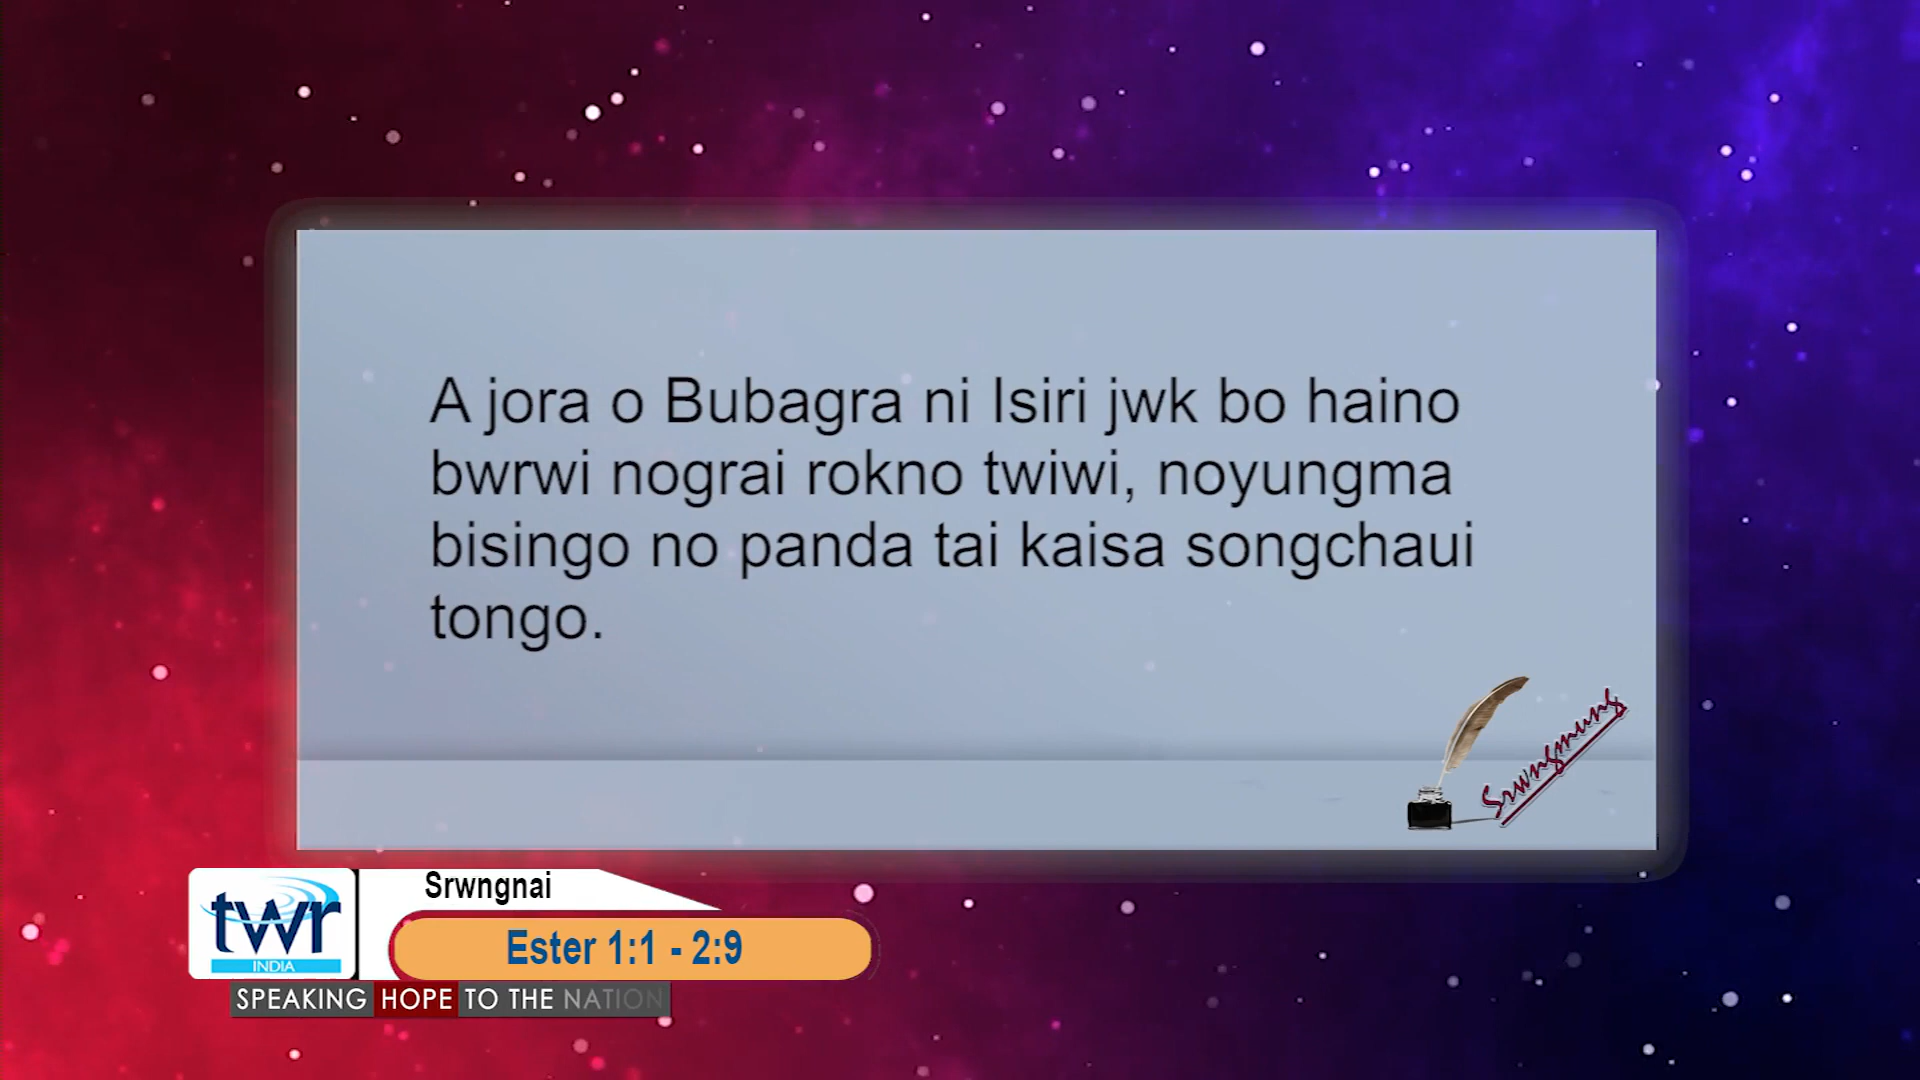 A jora o Bubagra ni Isiri jwk bo haino
bwrwi nograi rokno twiwi, noyungma
bisingo no panda tai kaisa songchaui
tongo.
Srwngmung
twr
INDIA
Srwngnai
Ester 1:1 - 2:9
SPEAKING HOPE TO THE NATION